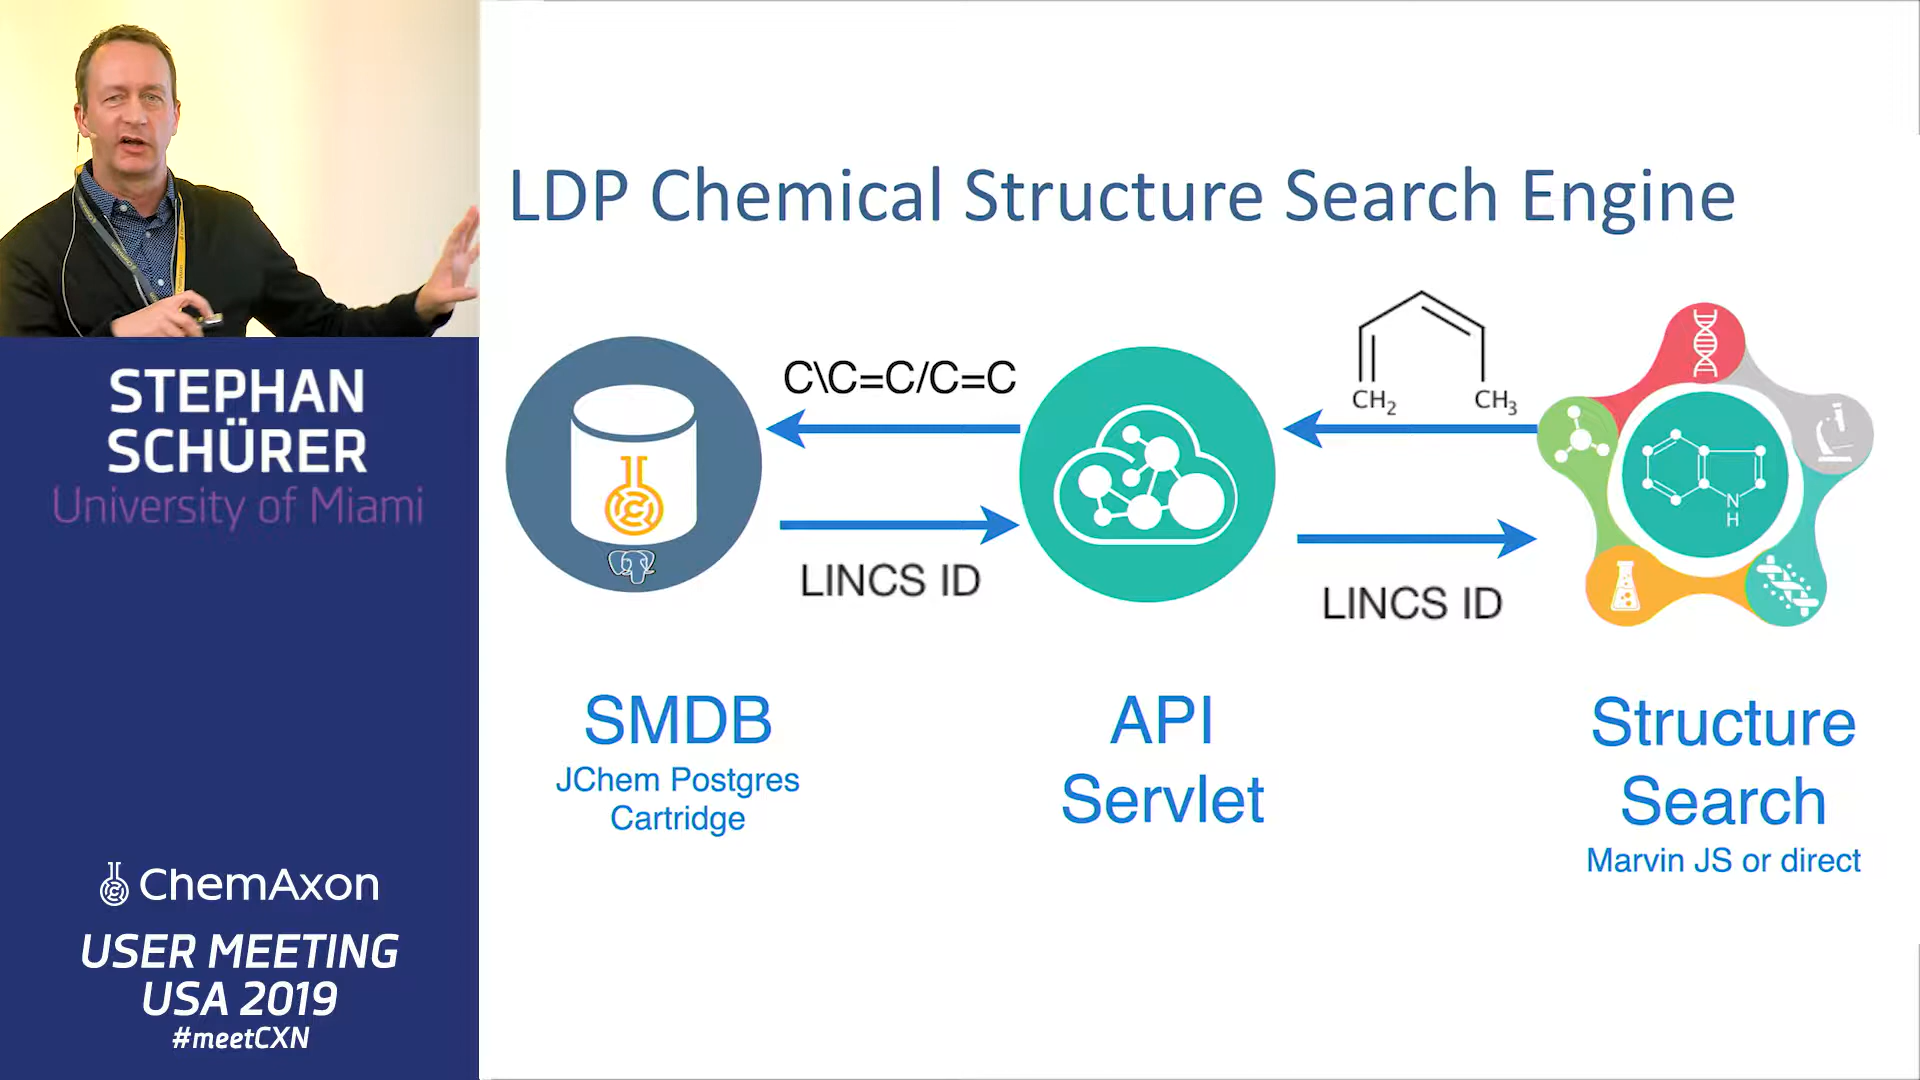 STEPHAN
SCHÜRER
University of Miami
ChemAxon
USER MEETING
USA 2019
#meetCXN
LDP Chemical Structure Search Engine
C\C=C/C=C
CH2
CH3
LINCS ID
LINCS ID
N
H
SMDB
JChem Postgres
Cartridge
API
Servlet
Structure
Search
Marvin JS or direct